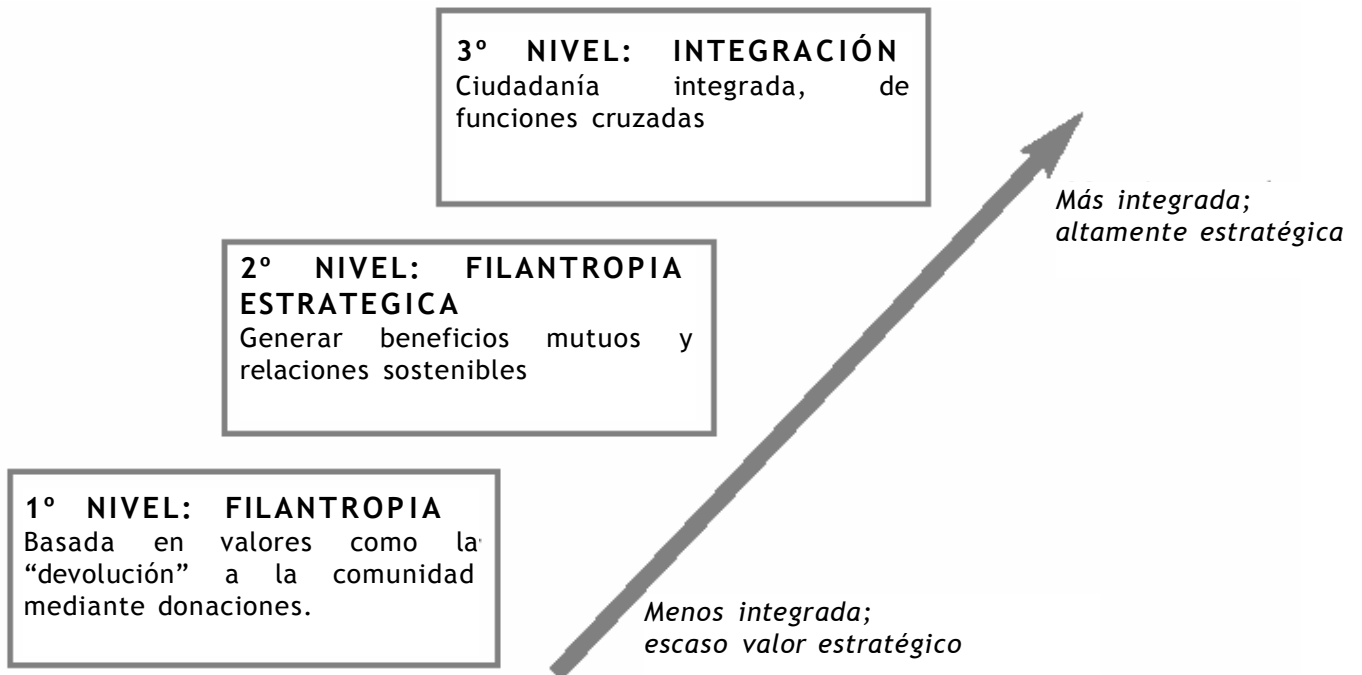 3º NIVEL: INTEGRACIÓN
Ciudadanía integrada, de
funciones cruzadas
Más integrada;
altamente estratégica
2º NIVEL: FILANTROPIA
ESTRATEGICA
Generar beneficios mutuos y
relaciones sostenibles
1º NIVEL: FILANTROPIA
Basada en valores como la
“devolución” a la comunidad
mediante donaciones.
Menos integrada;
escaso valor estratégico